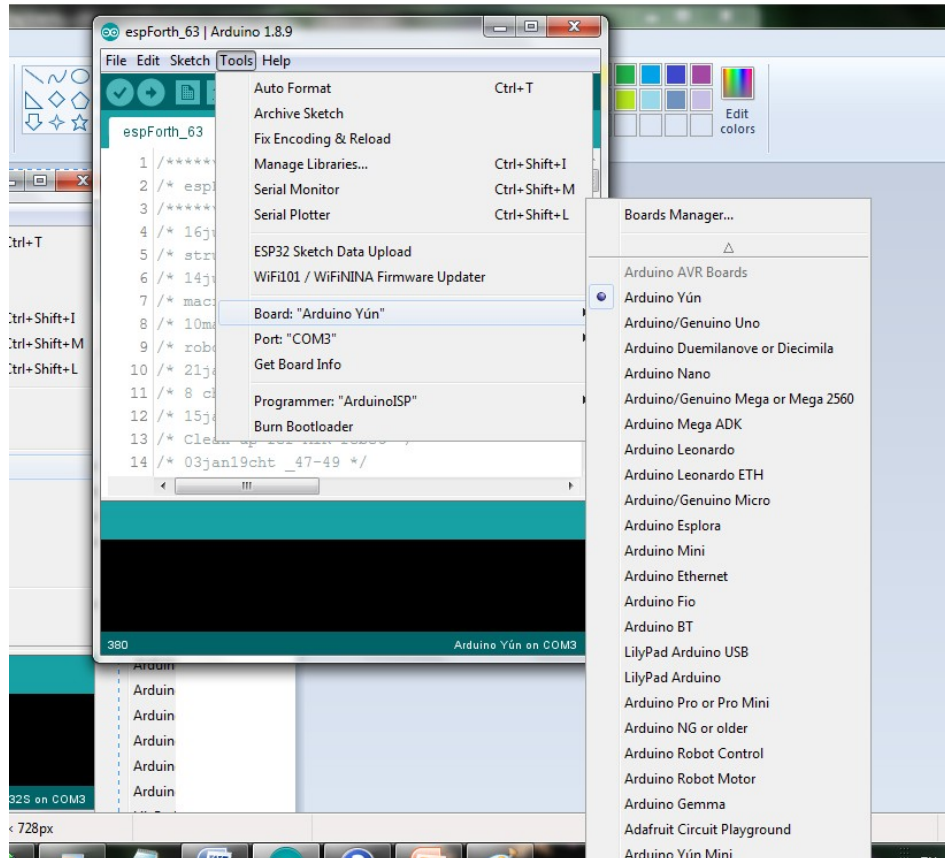 espForth_63 | Arduino 1.8.9
File Edit Sketch Tools Help
espForth_63
1 /*****
2 /* espF
3 /*****
4 /* 16ju
5 /* stru
6 /* 14ju
7 /* macr
8 /* 10ma
9 /* robo
10 /* 21ja
11 /* 8 ch
12 /* 15ja
13 /* Clean up for
14 /* 03jan19cht _47-49 */
380
Arduino Yún on COM3
Auto Format Ctrl+T
Archive Sketch
Fix Encoding & Reload
Manage Libraries... Ctrl+Shift+I
Serial Monitor Ctrl+Shift+M
Serial Plotter Ctrl+Shift+L
ESP32 Sketch Data Upload
WiFi101 / WiFiNINA Firmware Updater
Board: "Arduino Yún"
Port: "COM3"
Get Board Info
Programmer: "ArduinoISP"
Burn Bootloader
Boards Manager...
Arduino AVR Boards
Arduino Yún
Arduino/Genuino Uno
Arduino Duemilanove or Diecimila
Arduino Nano
Arduino/Genuino Mega or Mega 2560
Arduino Mega ADK
Arduino Leonardo
Arduino Leonardo ETH
Arduino/Genuino Micro
Arduino Esplora
Arduino Mini
Arduino Ethernet
Arduino Fio
Arduino BT
LilyPad Arduino USB
LilyPad Arduino
Arduino Pro or Pro Mini
Arduino NG or older
Arduino Robot Control
Arduino Robot Motor
Arduino Gemma
Adafruit Circuit Playground
Arduino Yún Mini
Edit
colors
Ctrl+T
Ctrl+Shift+I
Ctrl+Shift+M
Ctrl+Shift+L
Arduin
Arduin
Arduin
Arduin
Arduin
Arduin
32S on COM3
728px